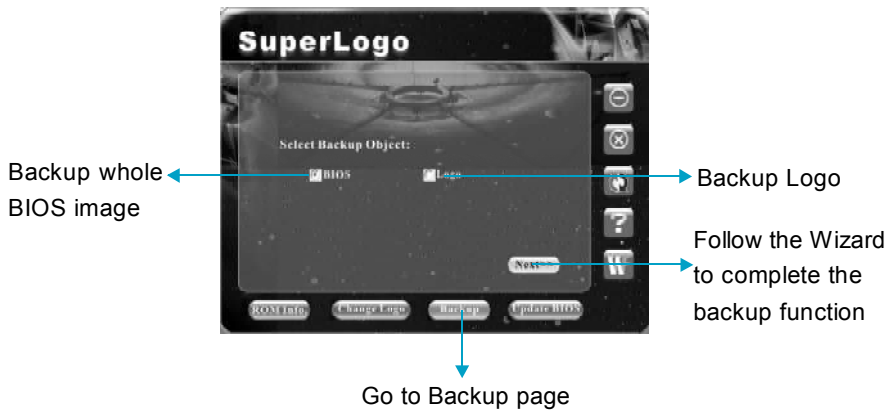 SuperLogo
Select Backup Object:
BIOS
Logo
Backup whole
BIOS image
Backup Logo
Follow the Wizard
to complete the
backup function
?
W
Next>>
ROM Info.
Change Logo
Backup
Update BIOS
Go to Backup page